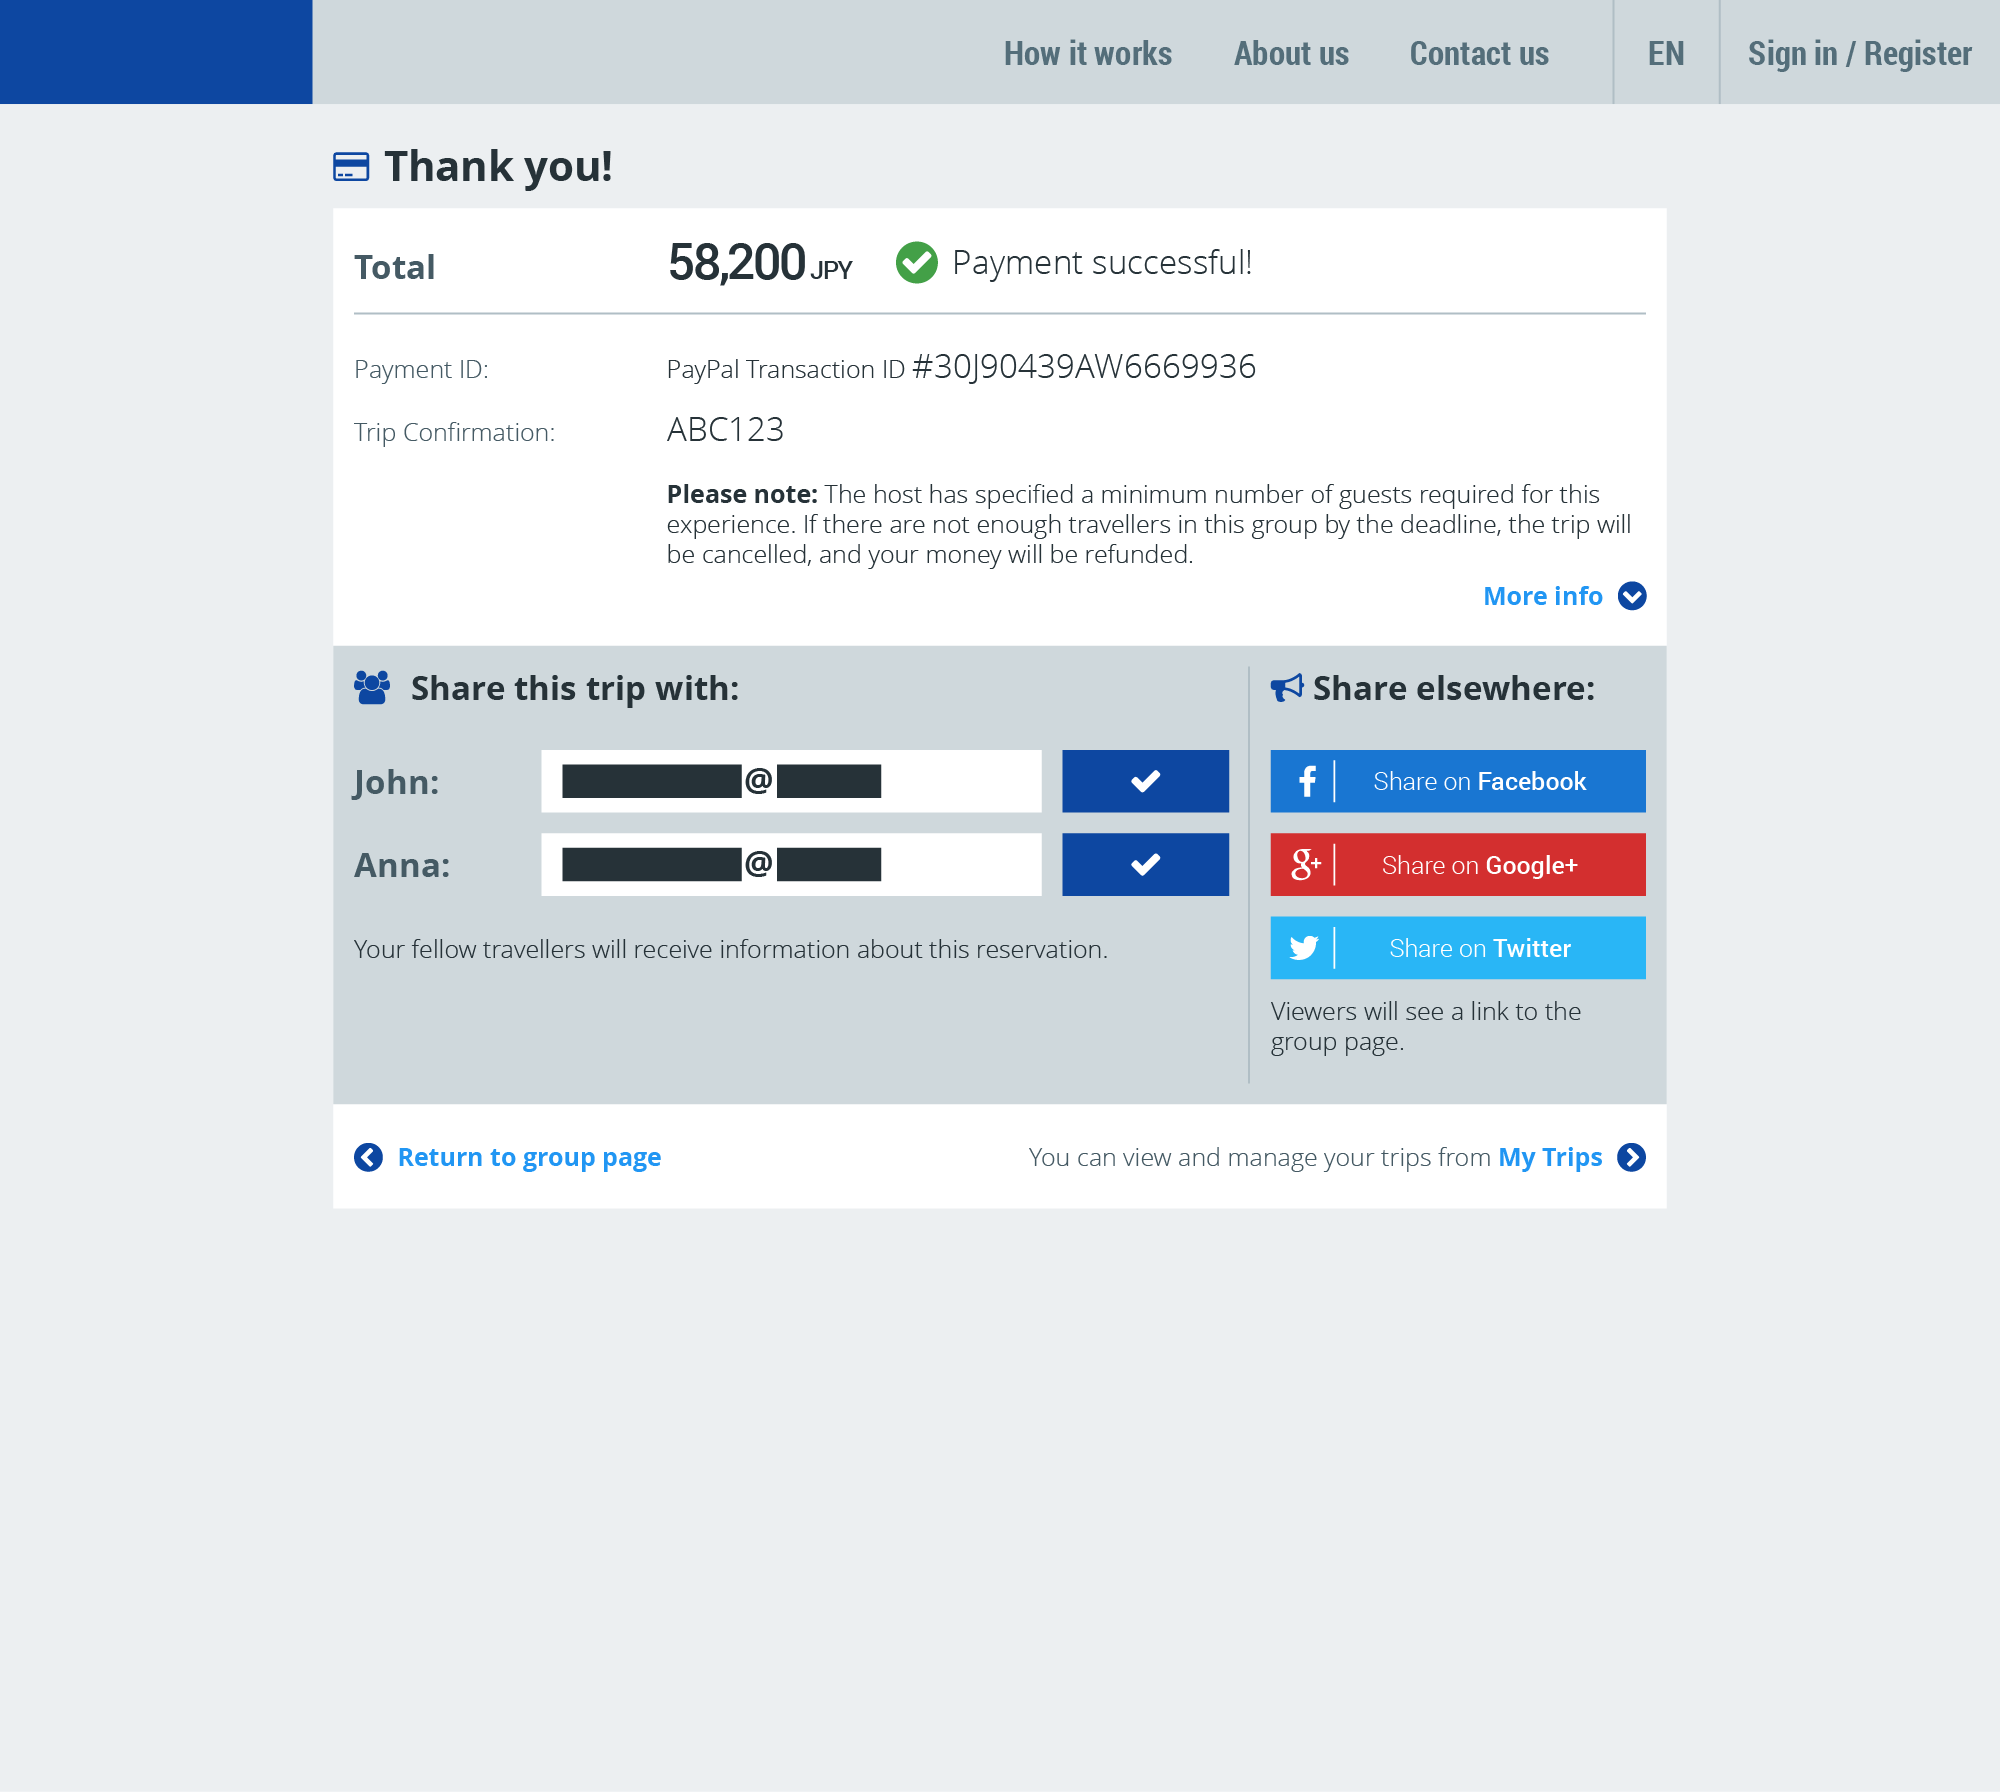 How it works About us Contact us EN Sign in / Register
Thank you!
Total 58,200 JPY Payment successful!
Payment ID: PayPal Transaction ID #30J90439AW6669936
Trip Confirmation: ABC123
Please note: The host has specified a minimum number of guests required for this
experience. If there are not enough travellers in this group by the deadline, the trip will
be cancelled, and your money will be refunded.
More info
Share this trip with:
John: @
Anna: @
Your fellow travellers will receive information about this reservation.
Share elsewhere:
Share on Facebook
Share on Google+
Share on Twitter
Viewers will see a link to the
group page.
Return to group page
You can view and manage your trips from My Trips